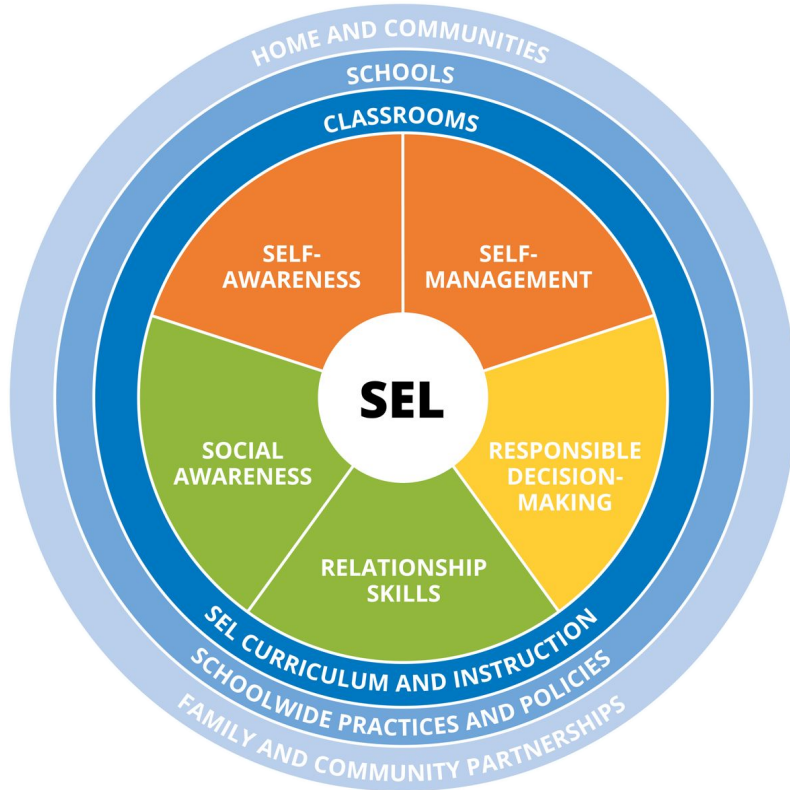 HOME AND COMMUNITIES
SCHOOLS
CLASSROOMS
SELF-
AWARENESS
SELF-
MANAGEMENT
SEL
SOCIAL
AWARENESS
RESPONSIBLE
DECISION-
MAKING
RELATIONSHIP
SKILLS
SEL CURRICULUM AND INSTRUCTION
SCHOOLWIDE PRACTICES AND POLICIES
FAMILY AND COMMUNITY PARTNERSHIPS